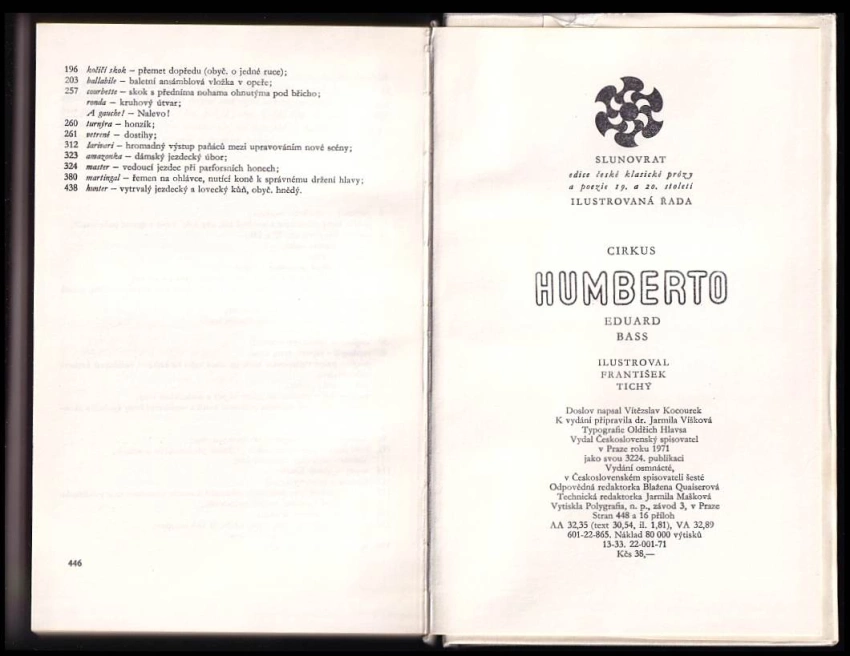 196 kočičí skok – přemet dopředu (obyč. o jedné ruce);
203 ballabile – baletní ansámblová vložka v opeře;
257 courbette – skok s předníma nohama ohnutýma pod břicho;
ronda – kruhový útvar;
A gauche! – Nalevo!
260 turnýra – honzík;
261 – dostihy;
312 šarivari – hromadný výstup paňáců mezi upravováním nové scény;
323 amazonka – dámský jezdecký úbor;
324 master – vedoucí jezdec při parforsních honech;
380 martingal – řemen na ohlávce, nutící koně k správnému držení hlavy;
438 hunter – vytrvalý jezdecký a lovecký kůň, obyč. hnědý.
446
SLUNOVRAT
edice české klasické prózy
a poezie 19. a 20. století
ILUSTROVANÁ ŘADA
CIRKUS
HUMBERTO
EDUARD
BASS
ILUSTROVAL
FRANTIŠEK
TICHÝ
Doslov napsal Vítězslav Kocourek
K vydání připravila dr. Jarmila Víšková
Typografie Oldřich Hlavsa
Vydal Československý spisovatel
v Praze roku 1971
jako svou 3224. publikaci
Vydání osmnácté,
v Československém spisovateli šesté
Odpovědná redaktorka Blažena Quaiserová
Technická redaktorka Jarmila Mašková
Vytiskla Polygrafia, n. p., závod 3, v Praze
Stran 448 a 16 příloh
AA 32,35 (text 30,54, il. 1,81), VA 32,89
601-22-865. Náklad 80 000 výtisků
13-33. 22-001-71
Kčs 38,—